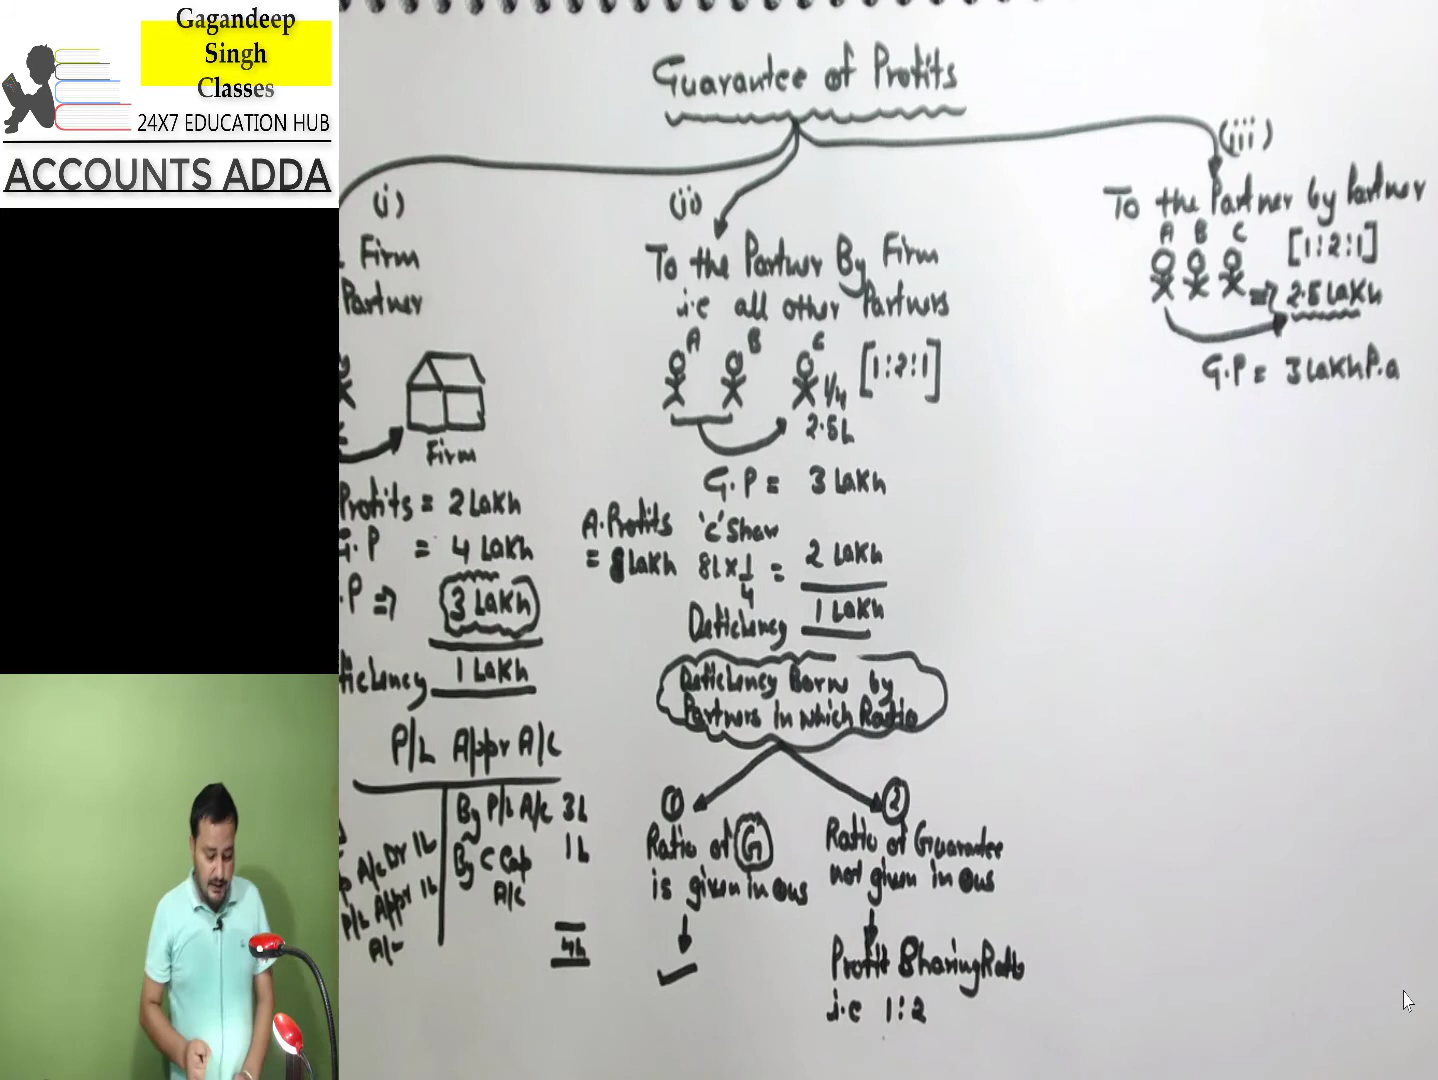 Gagandeep
Singh
Classes
24X7 EDUCATION HUB
ACCOUNTS ADDA
Guarantee of Profits
(i)
Firm
Partner
Firm
Profits = 2 Lakh
G.P = 4 Lakh
.P => 3 Lakh
ficiency 1 Lakh
P/L Appr A/c
By P/L A/c 3L
By C Cap 1L
A/c
4L
A/c Dr 1L
P/L Appr 1L
A/c
(ii)
To the Partner By Firm
i.e all other Partners
A B C [1:2:1]
1/4
2.5L
G.P = 3 Lakh
A.Profits 'C' Share
= 8 Lakh 8L x 1/4 = 2 Lakh
Deficiency 1 Lakh
Deficiency Born by
Partners in which Ratio
1
Ratio of G
is given in Qus
2
Ratio of Guarantee
not given in Qus
Profit Sharing Ratio
i.e 1:2
(iii)
To the Partner by Partner
A B C [1:2:1]
=> 2.5 Lakh
G.P = 3 Lakh P.a